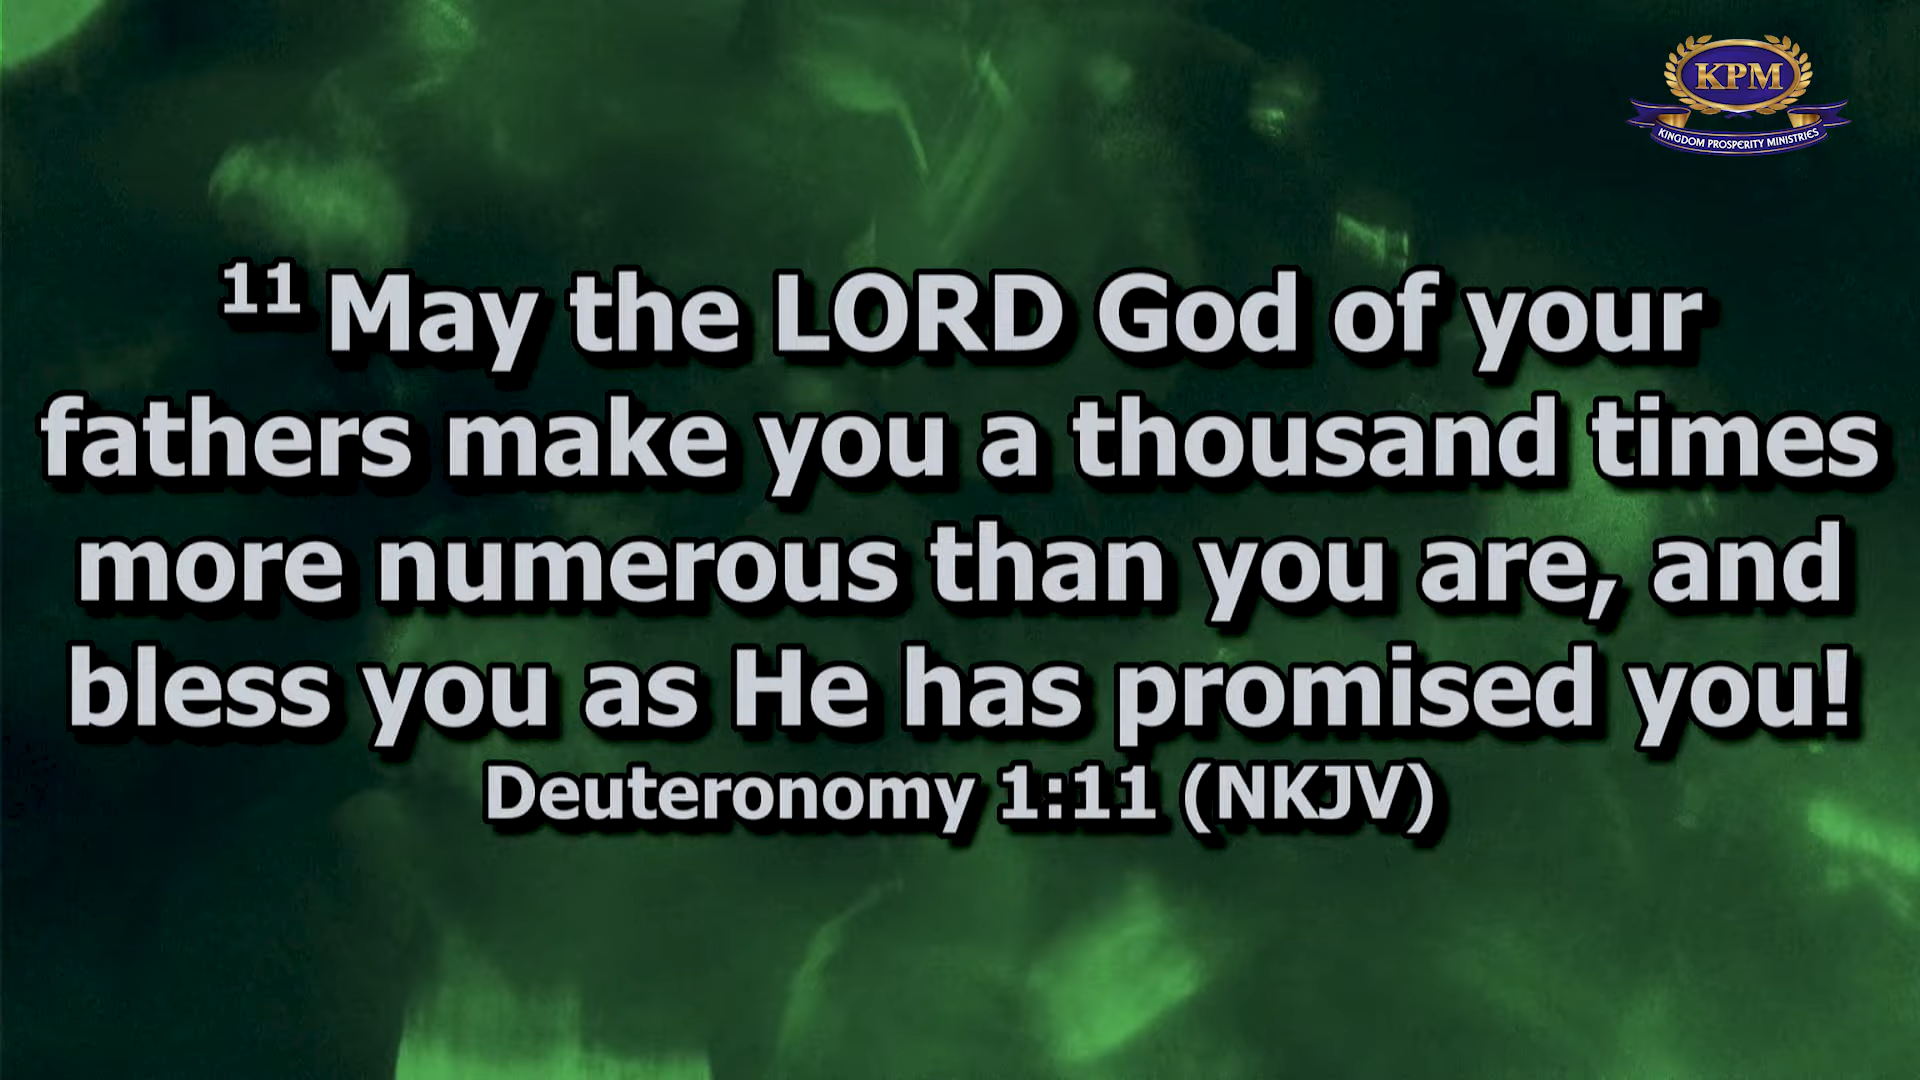 KPM
KINGDOM PROSPERITY MINISTRIES
11 May the LORD God of your
fathers make you a thousand times
more numerous than you are, and
bless you as He has promised you!
Deuteronomy 1:11 (NKJV)